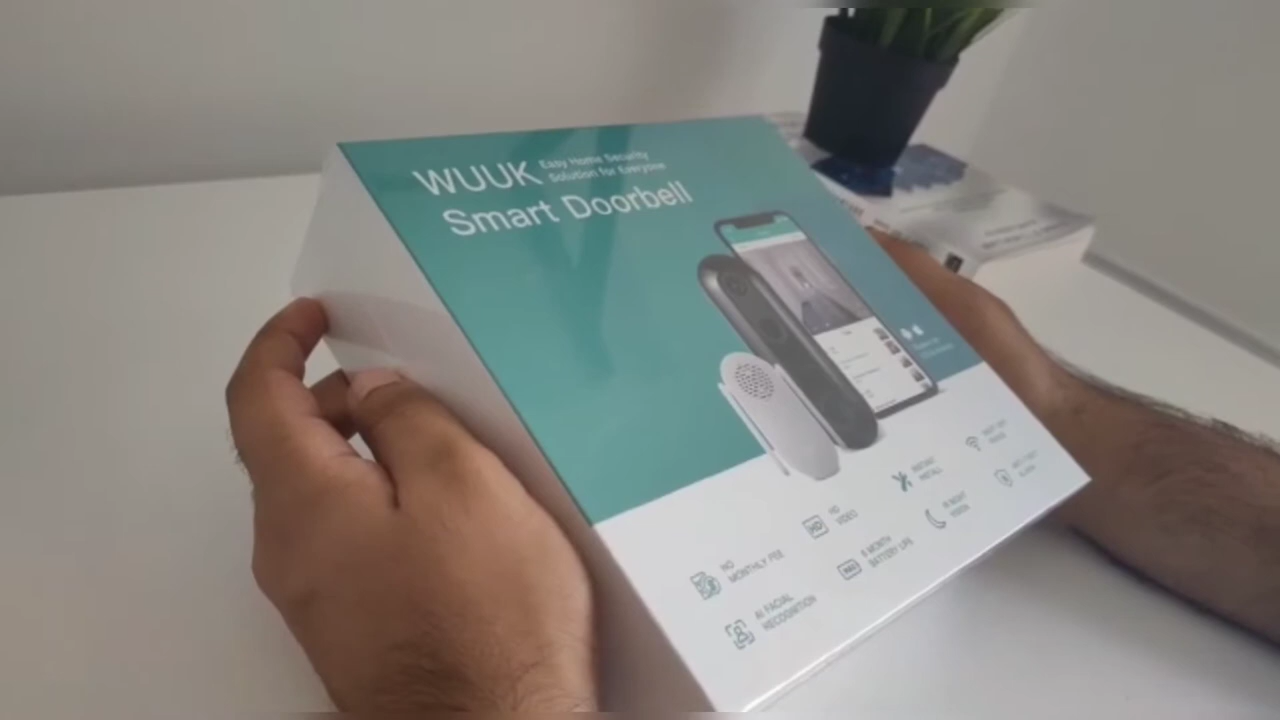 WUUK
Easy Home Security
Solution for Everyone
Smart Doorbell
NO
MONTHLY FEE
HD
HD
VIDEO
INSTANT
INSTALL
AI FACIAL
RECOGNITION
6 MONTH
BATTERY LIFE
IR NIGHT
VISION